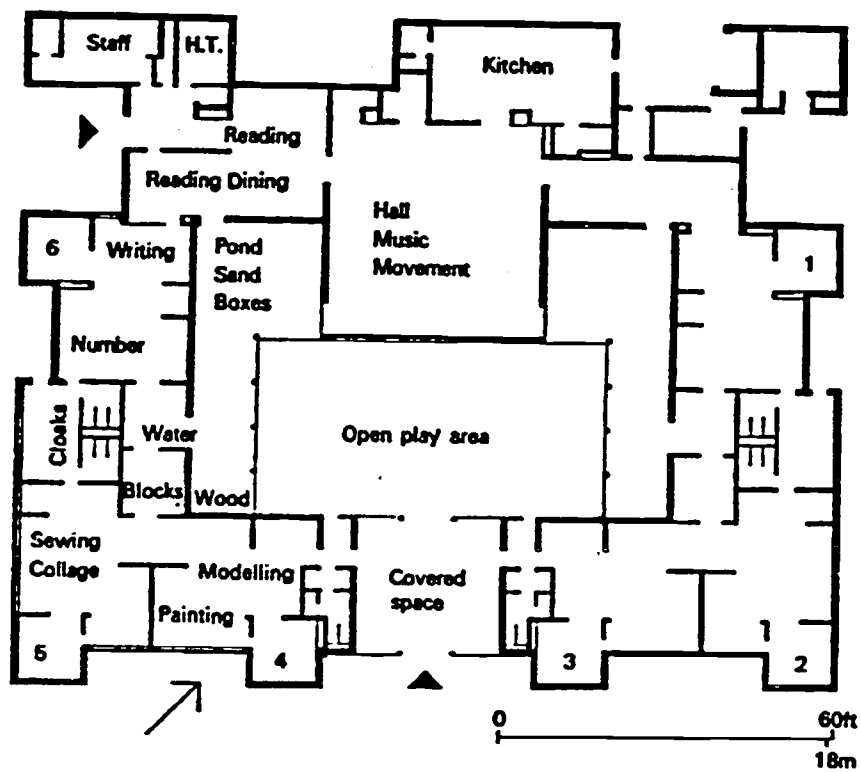 Staff
H.T.
Kitchen
Reading
Reading Dining
Hall
Music
Movement
6
Writing
Pond
Sand
Boxes
1
Number
Cloaks
Water
Open play area
Blocks
Wood
Sewing
Collage
Modelling
Covered
space
Painting
5
4
3
2
0
60ft
18m